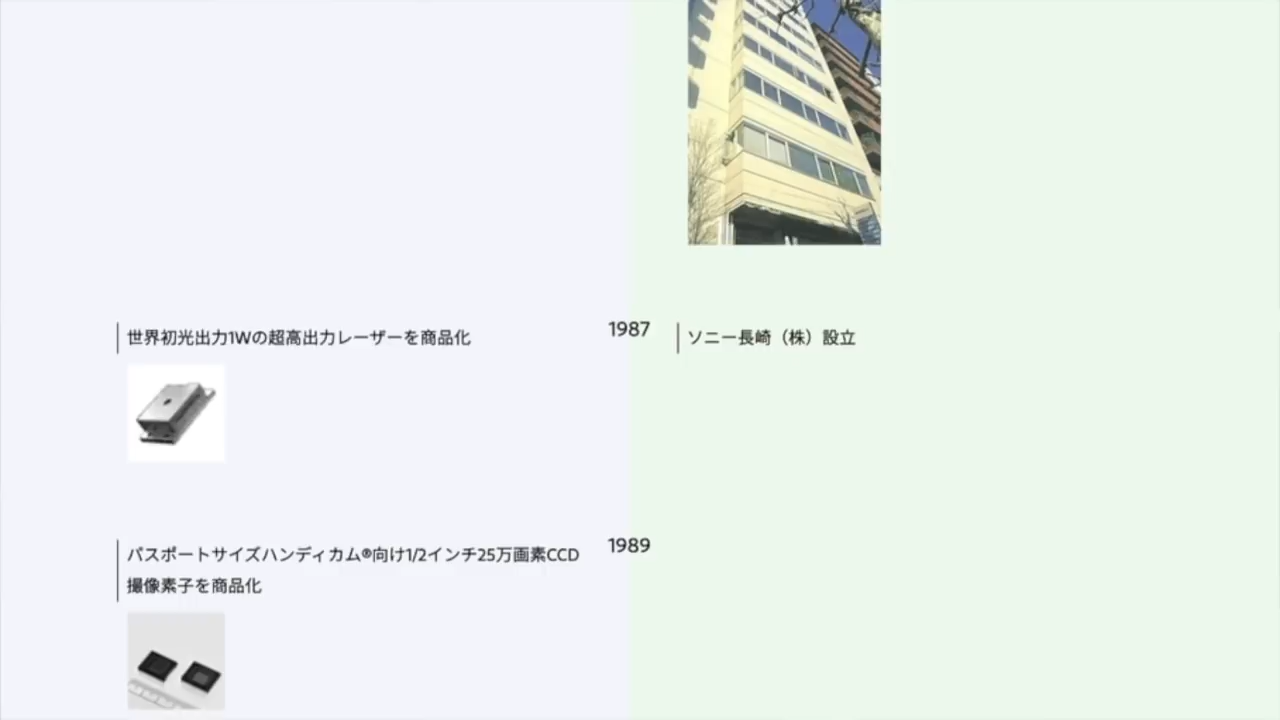 世界初光出力1Wの超高出力レーザーを商品化
1987
ソニー長崎（株）設立
パスポートサイズハンディカム®向け1/2インチ25万画素CCD
撮像素子を商品化
1989